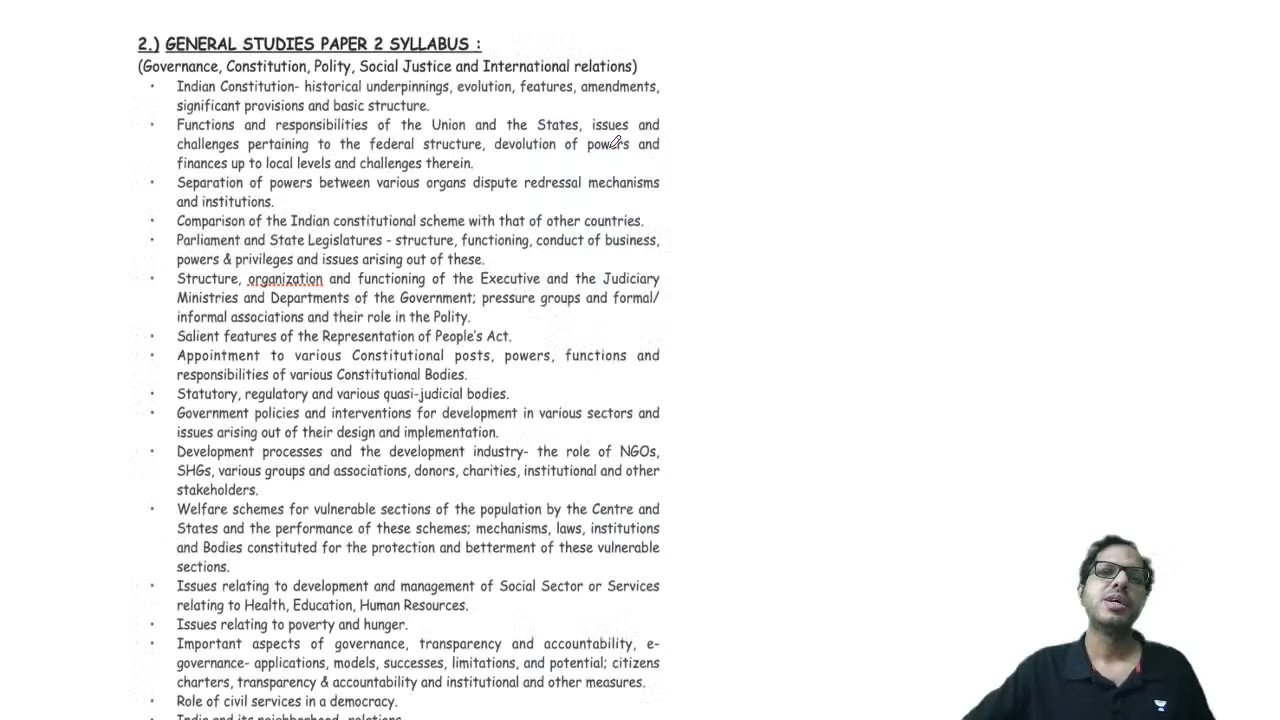 2.) GENERAL STUDIES PAPER 2 SYLLABUS :
(Governance, Constitution, Polity, Social Justice and International relations)
• Indian Constitution- historical underpinnings, evolution, features, amendments,
significant provisions and basic structure.
• Functions and responsibilities of the Union and the States, issues and
challenges pertaining to the federal structure, devolution of powers and
finances up to local levels and challenges therein.
• Separation of powers between various organs dispute redressal mechanisms
and institutions.
• Comparison of the Indian constitutional scheme with that of other countries.
• Parliament and State Legislatures - structure, functioning, conduct of business,
powers & privileges and issues arising out of these.
• Structure, organization and functioning of the Executive and the Judiciary
Ministries and Departments of the Government; pressure groups and formal/
informal associations and their role in the Polity.
• Salient features of the Representation of People's Act.
• Appointment to various Constitutional posts, powers, functions and
responsibilities of various Constitutional Bodies.
• Statutory, regulatory and various quasi-judicial bodies.
• Government policies and interventions for development in various sectors and
issues arising out of their design and implementation.
• Development processes and the development industry- the role of NGOs,
SHGs, various groups and associations, donors, charities, institutional and other
stakeholders.
• Welfare schemes for vulnerable sections of the population by the Centre and
States and the performance of these schemes; mechanisms, laws, institutions
and Bodies constituted for the protection and betterment of these vulnerable
sections.
• Issues relating to development and management of Social Sector or Services
relating to Health, Education, Human Resources.
• Issues relating to poverty and hunger.
• Important aspects of governance, transparency and accountability, e-
governance- applications, models, successes, limitations, and potential; citizens
charters, transparency & accountability and institutional and other measures.
• Role of civil services in a democracy.
• India and its neighborhood- relations.